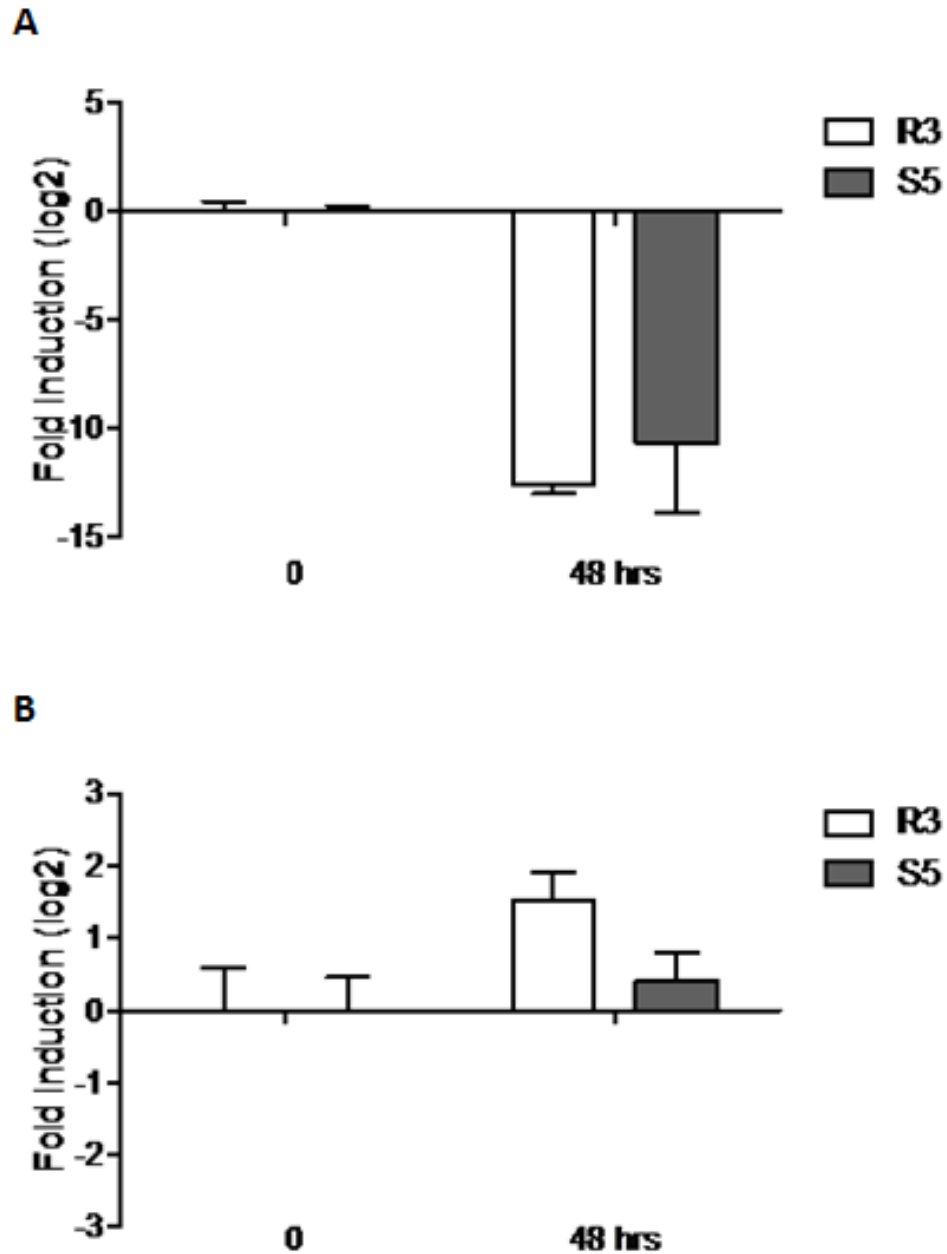 A
Fold Induction (log2)
5
0
-5
-10
-15
0 48 hrs
R3
S5
B
Fold Induction (log2)
3
2
1
0
-1
-2
-3
0 48 hrs
R3
S5